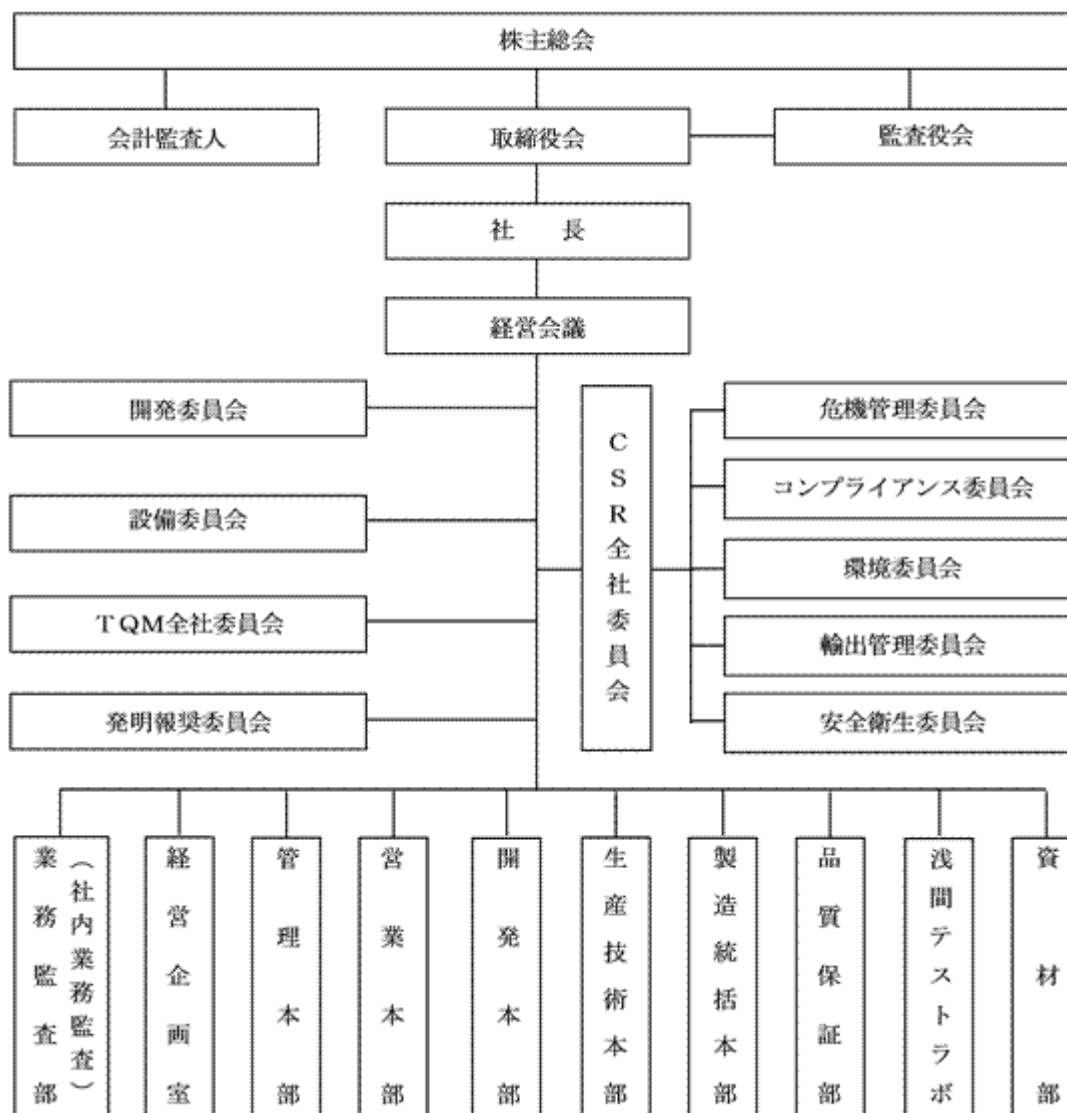 株主総会
会計監査人
取締役会
監査役会
社　長
経営会議
開発委員会
設備委員会
TQM全社委員会
発明報奨委員会
CSR全社委員会
危機管理委員会
コンプライアンス委員会
環境委員会
輸出管理委員会
安全衛生委員会
業務監査部
（社内業務監査）
経営企画室
管理本部
営業本部
開発本部
生産技術本部
製造統括本部
品質保証部
浅間テストラボ
資材部